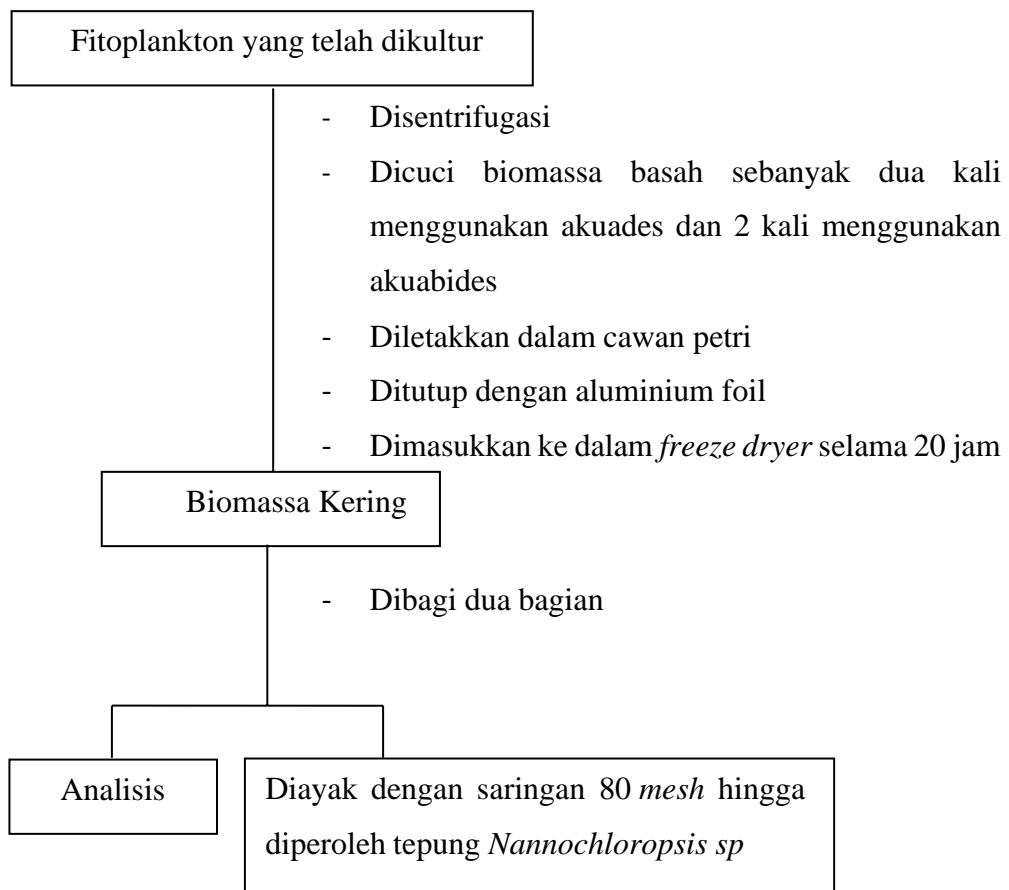 Fitoplankton yang telah dikultur
- Disentrifugasi
- Dicuci biomassa basah sebanyak dua kali
menggunakan akuades dan 2 kali menggunakan
akuabides
- Diletakkan dalam cawan petri
- Ditutup dengan aluminium foil
- Dimasukkan ke dalam freeze dryer selama 20 jam
Biomassa Kering
- Dibagi dua bagian
Analisis
Diayak dengan saringan 80 mesh hingga
diperoleh tepung Nannochloropsis sp